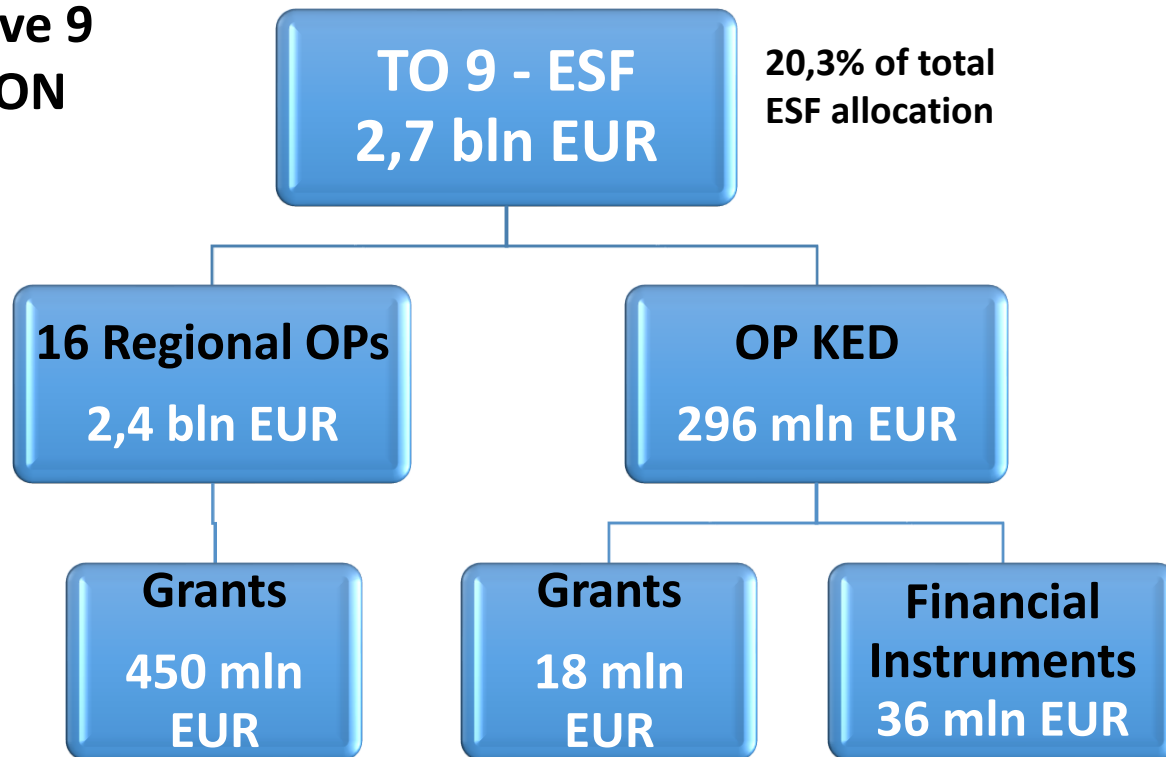 ve 9
ON
TO 9 - ESF
2,7 bln EUR
20,3% of total
ESF allocation
16 Regional OPs
2,4 bln EUR
OP KED
296 mln EUR
Grants
450 mln
EUR
Grants
18 mln
EUR
Financial
Instruments
36 mln EUR